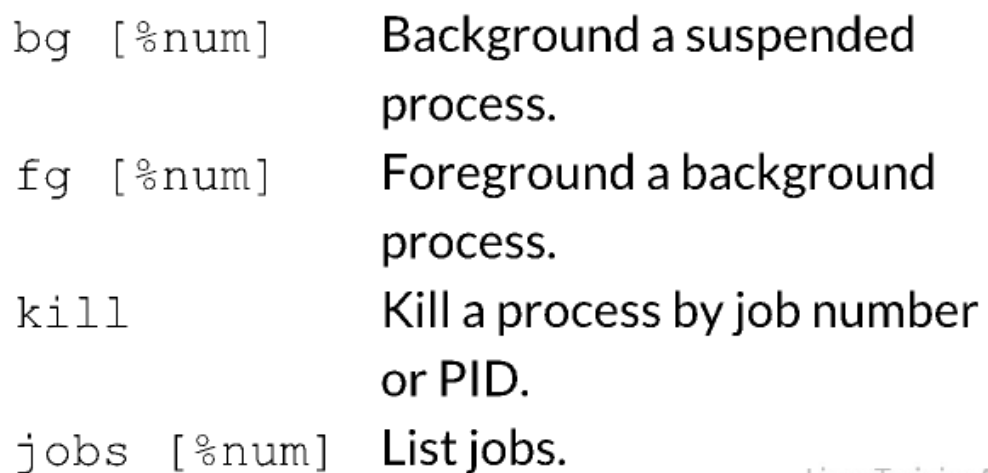 bg [%num] Background a suspended
process.
fg [%num] Foreground a background
process.
kill Kill a process by job number
or PID.
jobs [%num] List jobs.